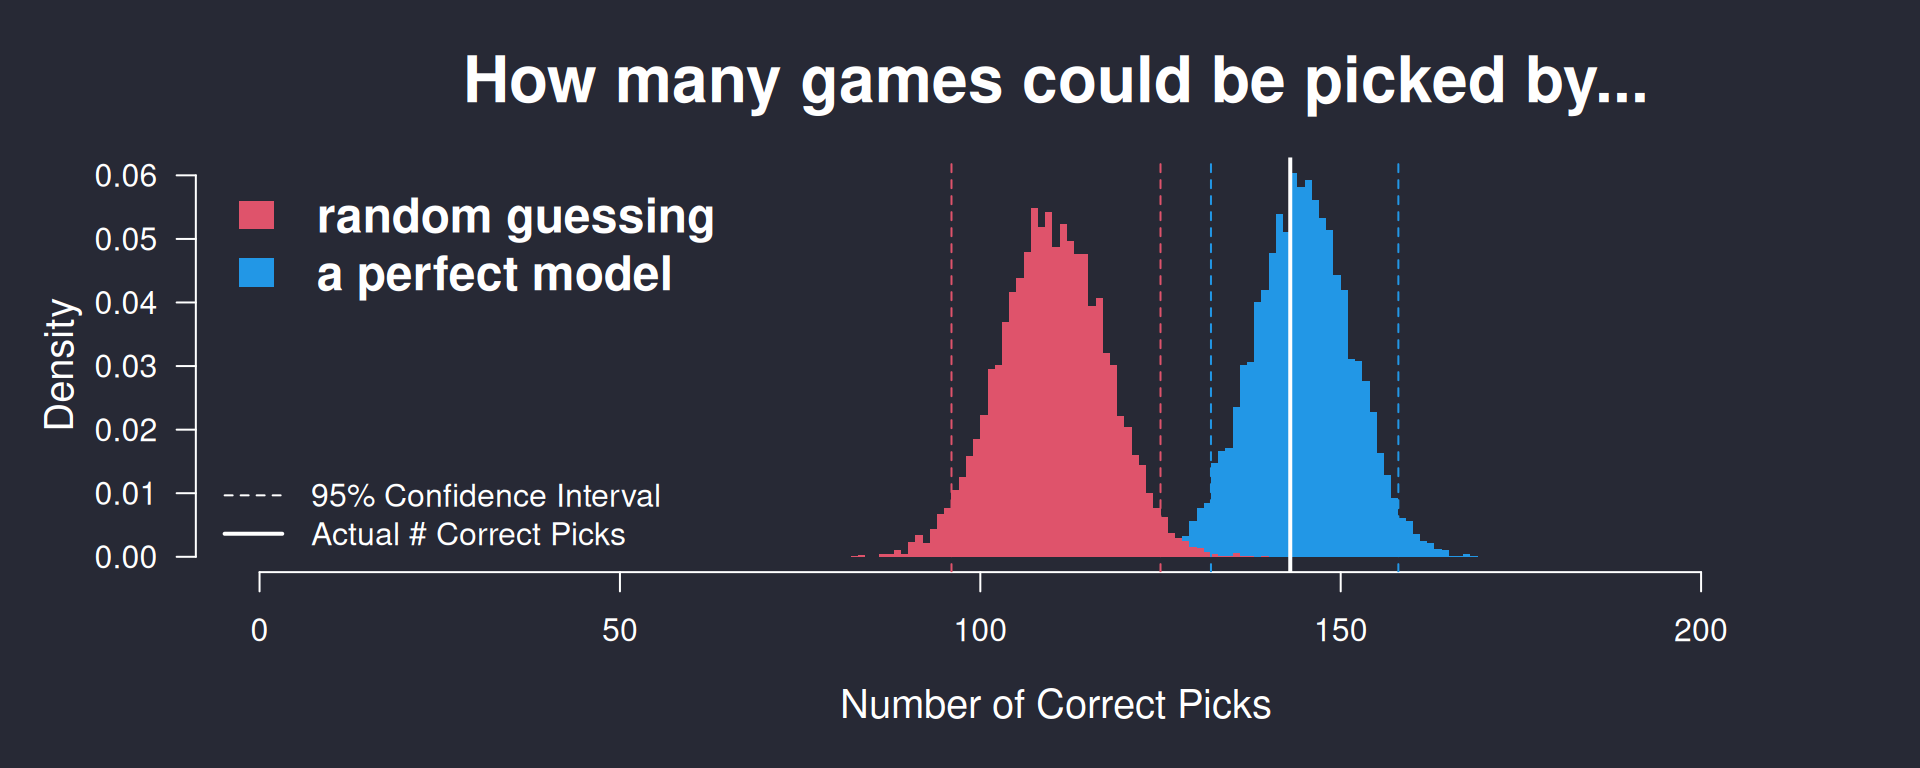 How many games could be picked by...
random guessing
a perfect model
95% Confidence Interval
Actual # Correct Picks
Density
0.06
0.05
0.04
0.03
0.02
0.01
0.00
0 50 100 150 200
Number of Correct Picks